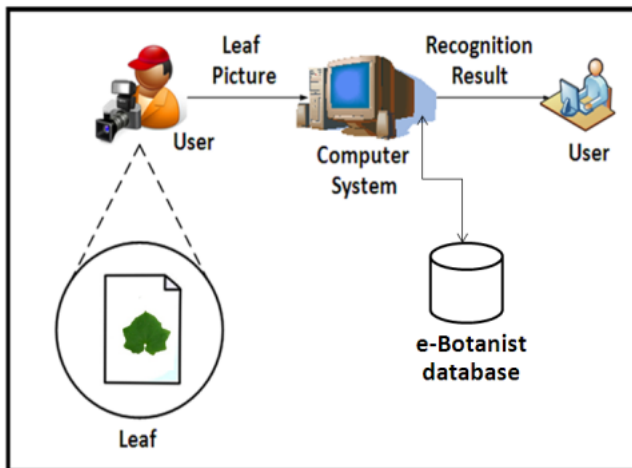 Leaf
Picture
Recognition
Result
User
Computer
System
User
e-Botanist
database
Leaf